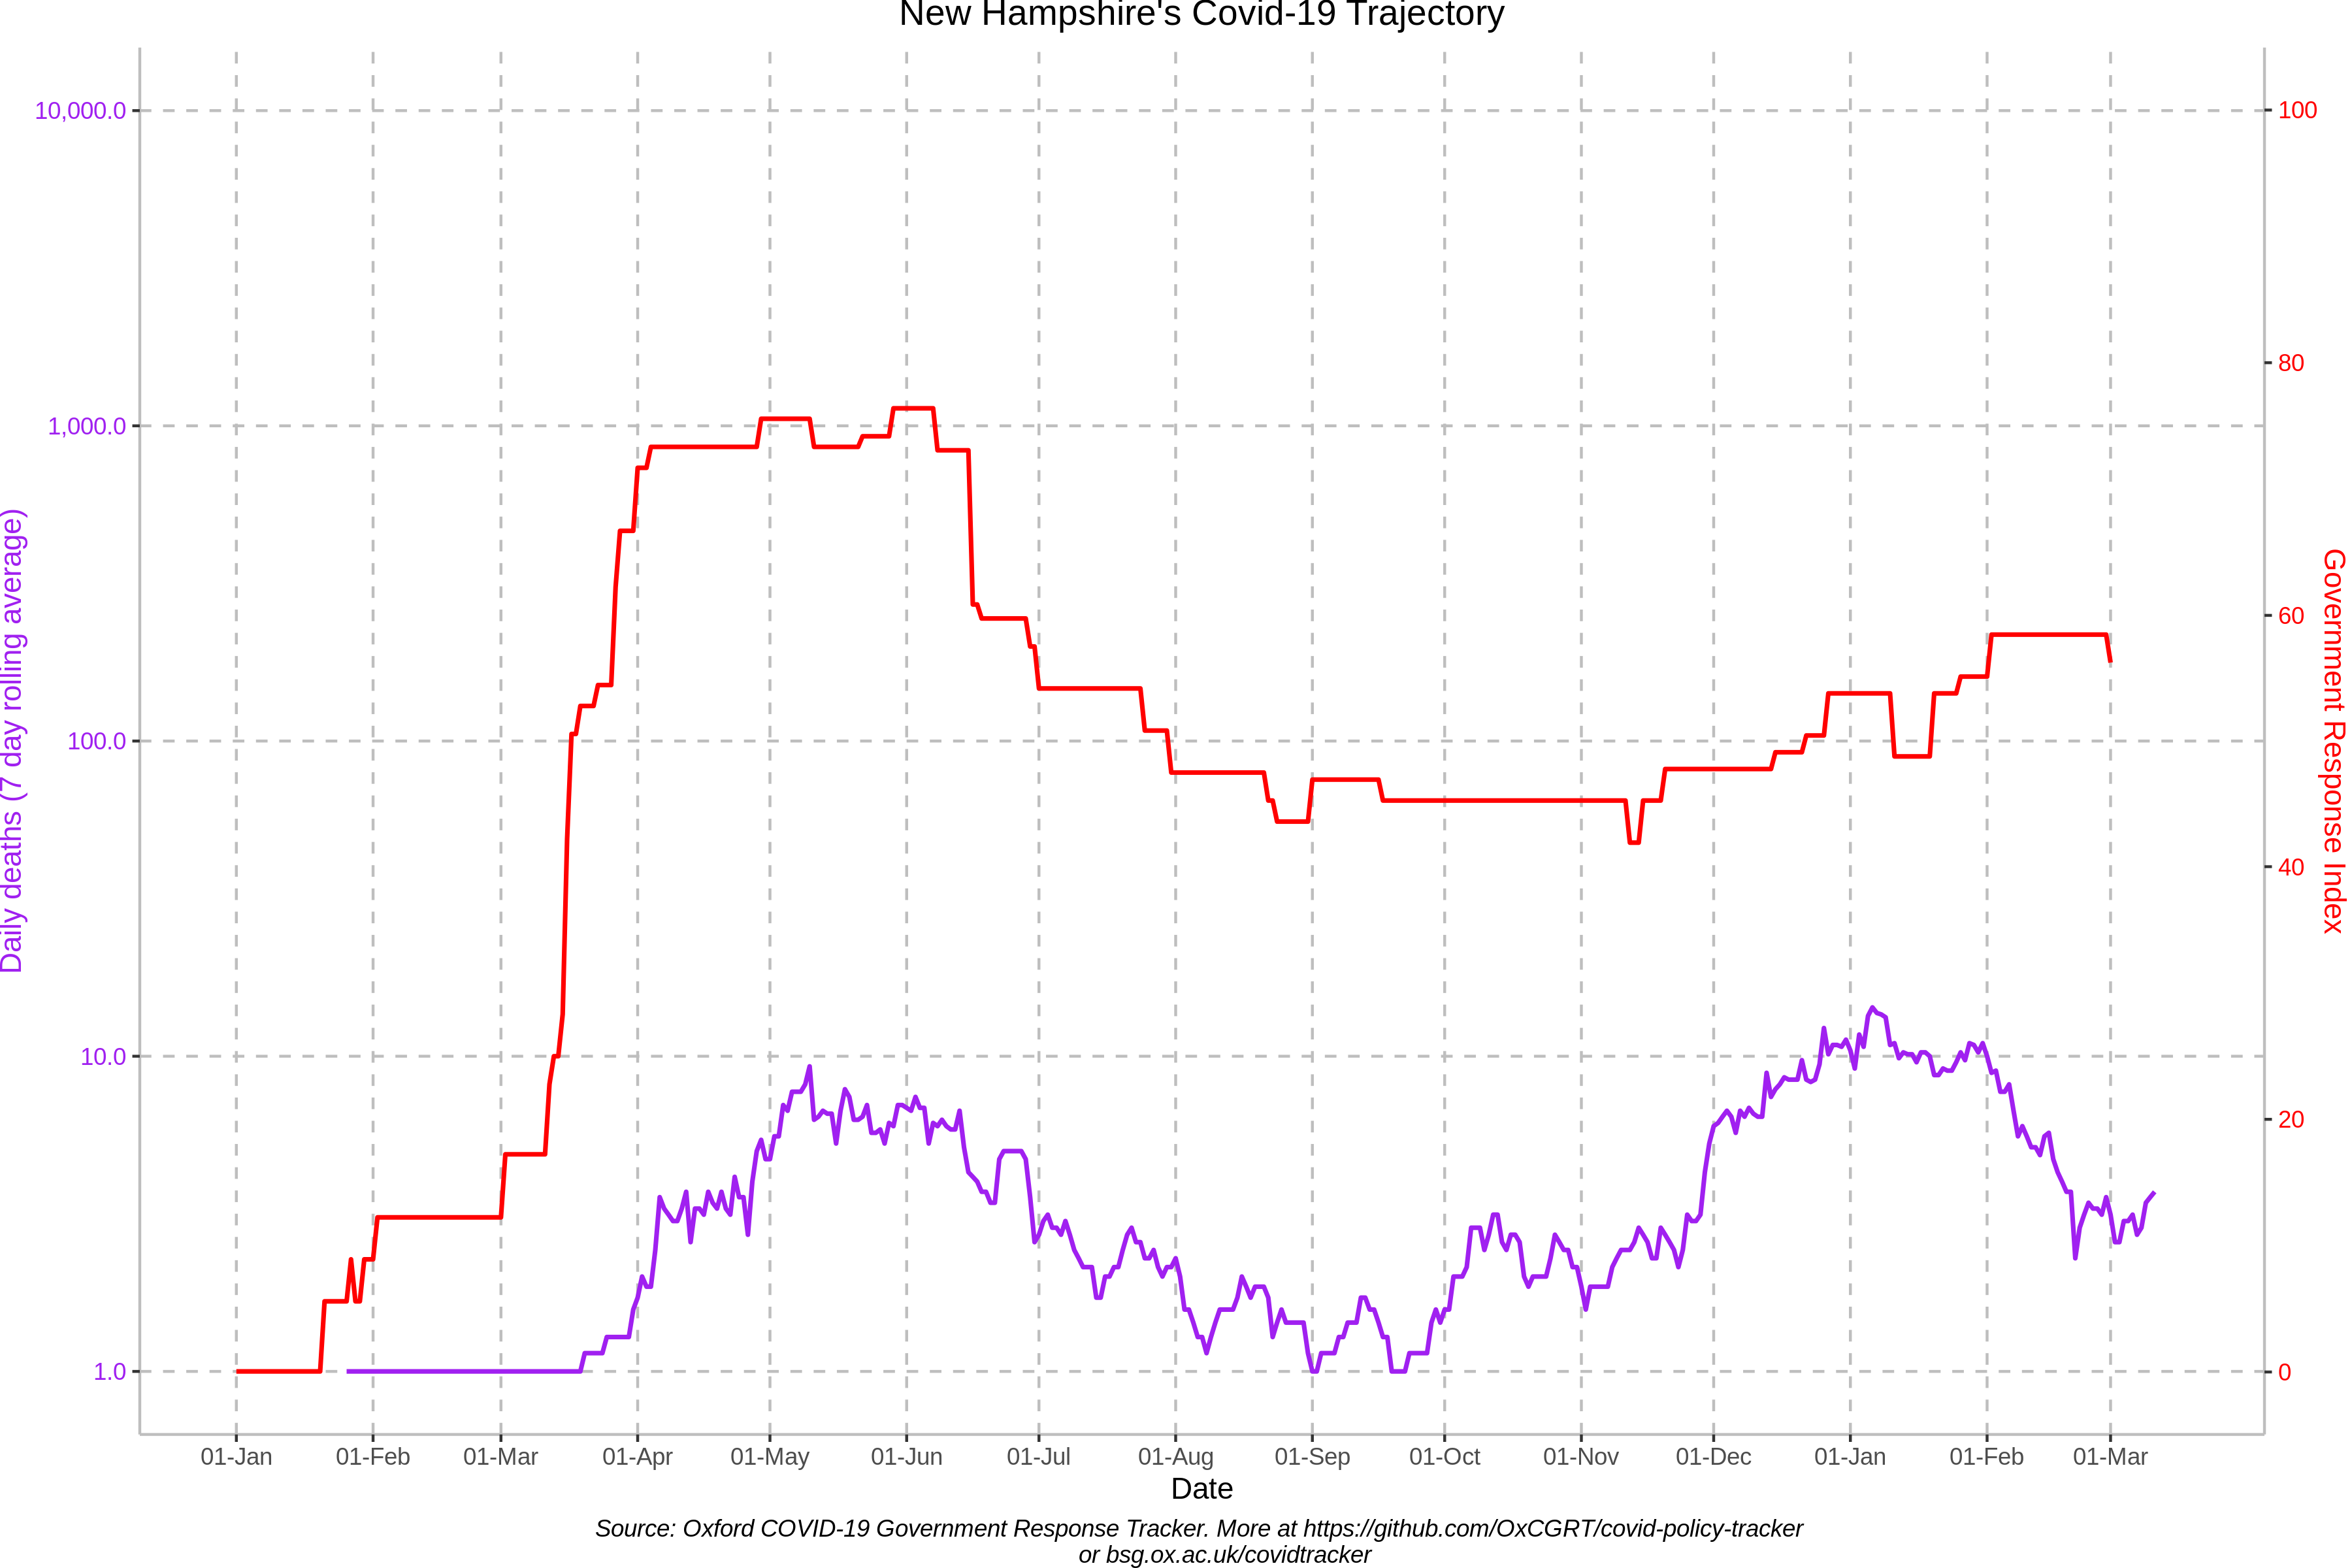 New Hampshire's Covid-19 Trajectory
10,000.0
1,000.0
100.0
10.0
1.0
Daily deaths (7 day rolling average)
100
80
60
40
20
0
Government Response Index
01-Jan 01-Feb 01-Mar 01-Apr 01-May 01-Jun 01-Jul 01-Aug 01-Sep 01-Oct 01-Nov 01-Dec 01-Jan 01-Feb 01-Mar
Date
Source: Oxford COVID-19 Government Response Tracker. More at https://github.com/OxCGRT/covid-policy-tracker
or bsg.ox.ac.uk/covidtracker